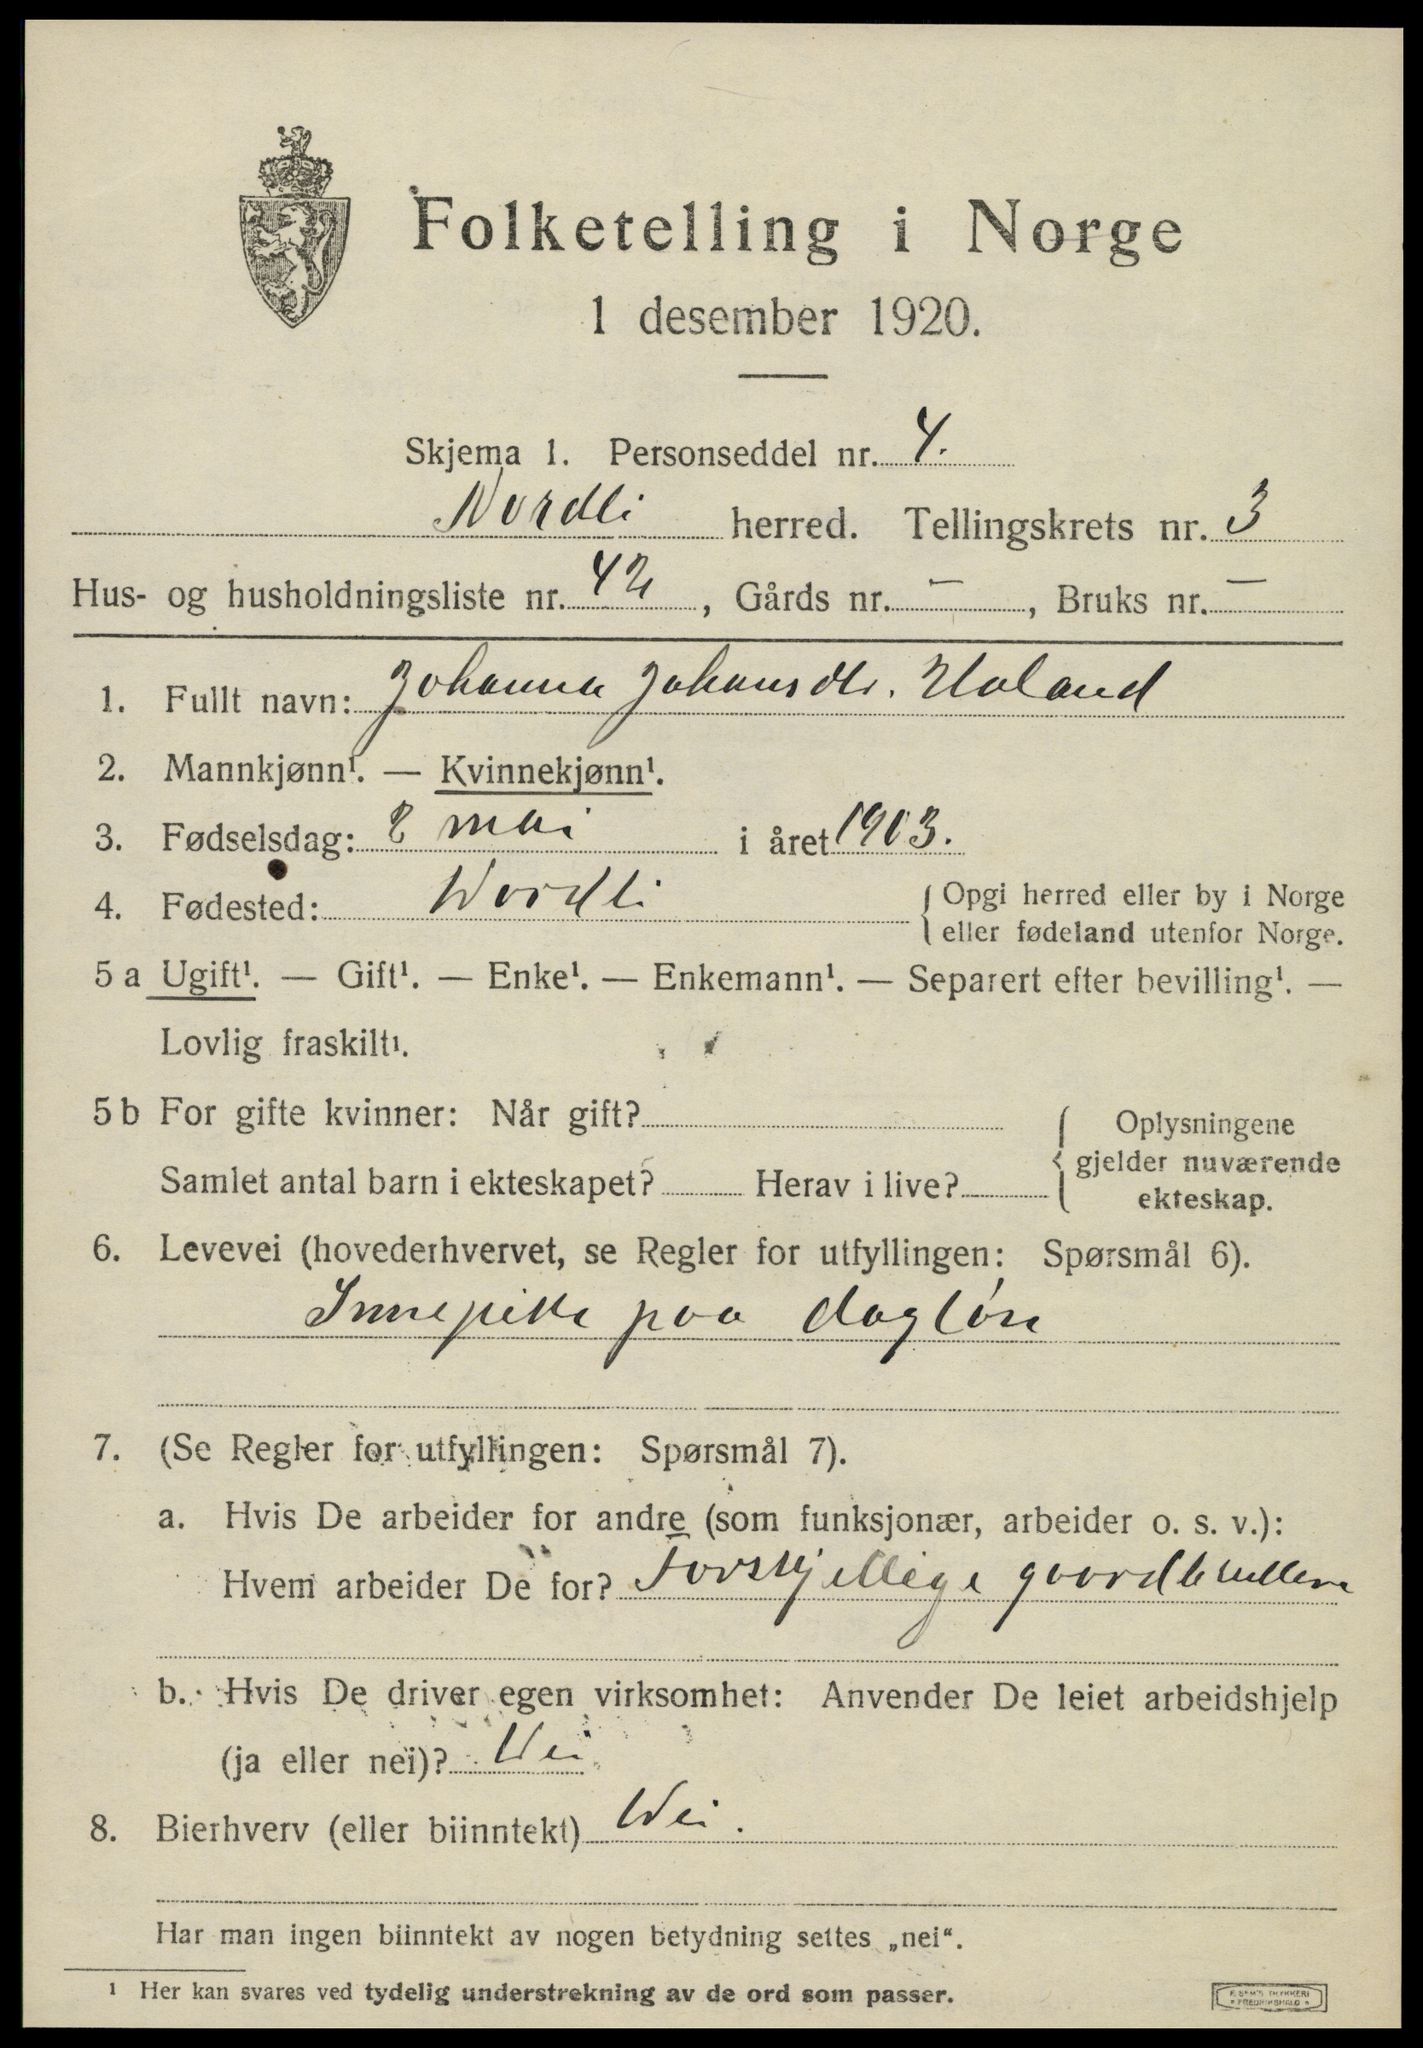 Folketelling i Norge
1 desember 1920.
Skjema 1. Personseddel nr. 4.
Nordli herred. Tellingskrets nr. 3
Hus- og husholdningsliste nr. 42, Gårds nr. —, Bruks nr. —
1. Fullt navn: Johanna Johansdtr.
2. Mannkjønn¹. — Kvinnekjønn¹.
3. Fødselsdag: 8 mai i året 1903.
4. Fødested: Nordli { Opgi herred eller by i Norge
eller fødeland utenfor Norge.
5 a Ugift¹. — Gift¹. — Enke¹. — Enkemann¹. — Separert efter bevilling¹. —
Lovlig fraskilt¹.
5 b For gifte kvinner: Når gift? { Oplysningene
gjelder nuværende
ekteskap.
Samlet antal barn i ekteskapet? Herav i live?
6. Levevei (hovederhvervet, se Regler for utfyllingen: Spørsmål 6).
Innepike paa dagløn
7. (Se Regler for utfyllingen: Spørsmål 7).
a. Hvis De arbeider for andre (som funksjonær, arbeider o. s. v.):
Hvem arbeider De for? Forskjellige gaardbrukere
b. Hvis De driver egen virksomhet: Anvender De leiet arbeidshjelp
(ja eller nei)? Nei
8. Bierhverv (eller biinntekt) Nei.
Har man ingen biinntekt av nogen betydning settes „nei“.
¹ Her kan svares ved tydelig understrekning av de ord som passer.